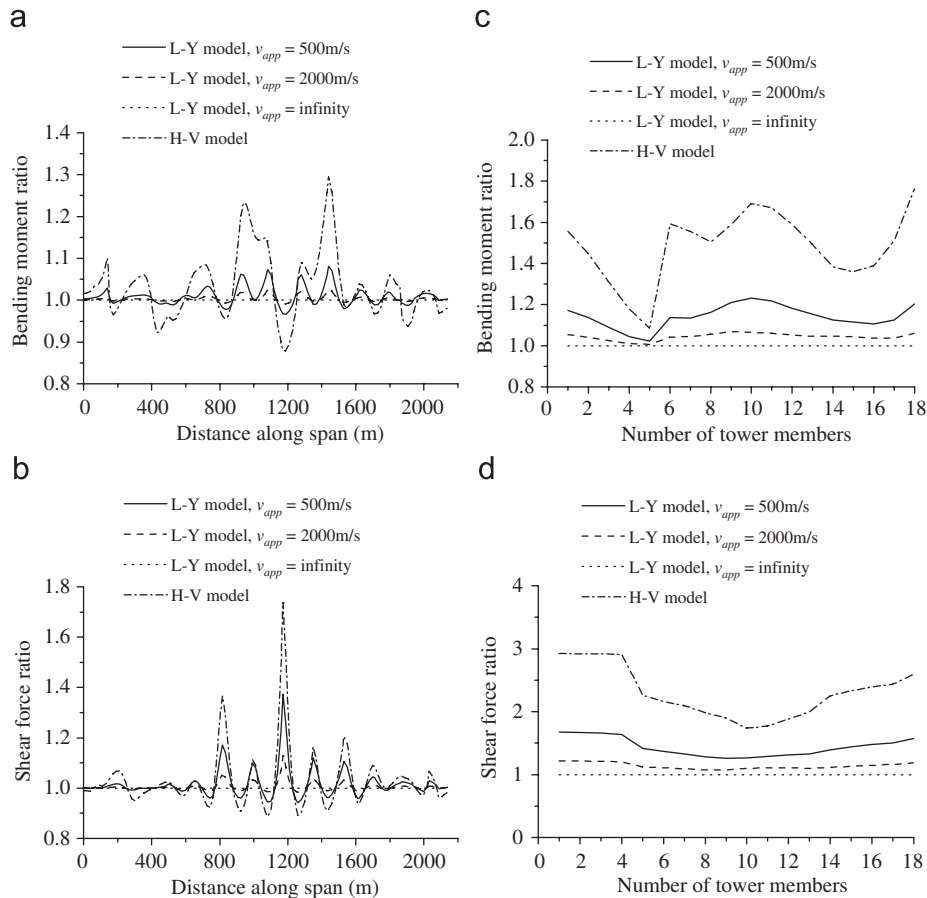 a
L-Y model, v_app = 500m/s
L-Y model, v_app = 2000m/s
L-Y model, v_app = infinity
H-V model
1.4
1.3
1.2
1.1
1.0
0.9
0.8
0 400 800 1200 1600 2000
Bending moment ratio
Distance along span (m)
b
L-Y model, v_app = 500m/s
L-Y model, v_app = 2000m/s
L-Y model, v_app = infinity
H-V model
1.8
1.6
1.4
1.2
1.0
0.8
0 400 800 1200 1600 2000
Shear force ratio
Distance along span (m)
c
L-Y model, v_app = 500m/s
L-Y model, v_app = 2000m/s
L-Y model, v_app = infinity
H-V model
2.0
1.8
1.6
1.4
1.2
1.0
0.8
0 2 4 6 8 10 12 14 16 18
Bending moment ratio
Number of tower members
d
L-Y model, v_app = 500m/s
L-Y model, v_app = 2000m/s
L-Y model, v_app = infinity
H-V model
4
3
2
1
0
0 2 4 6 8 10 12 14 16 18
Shear force ratio
Number of tower members